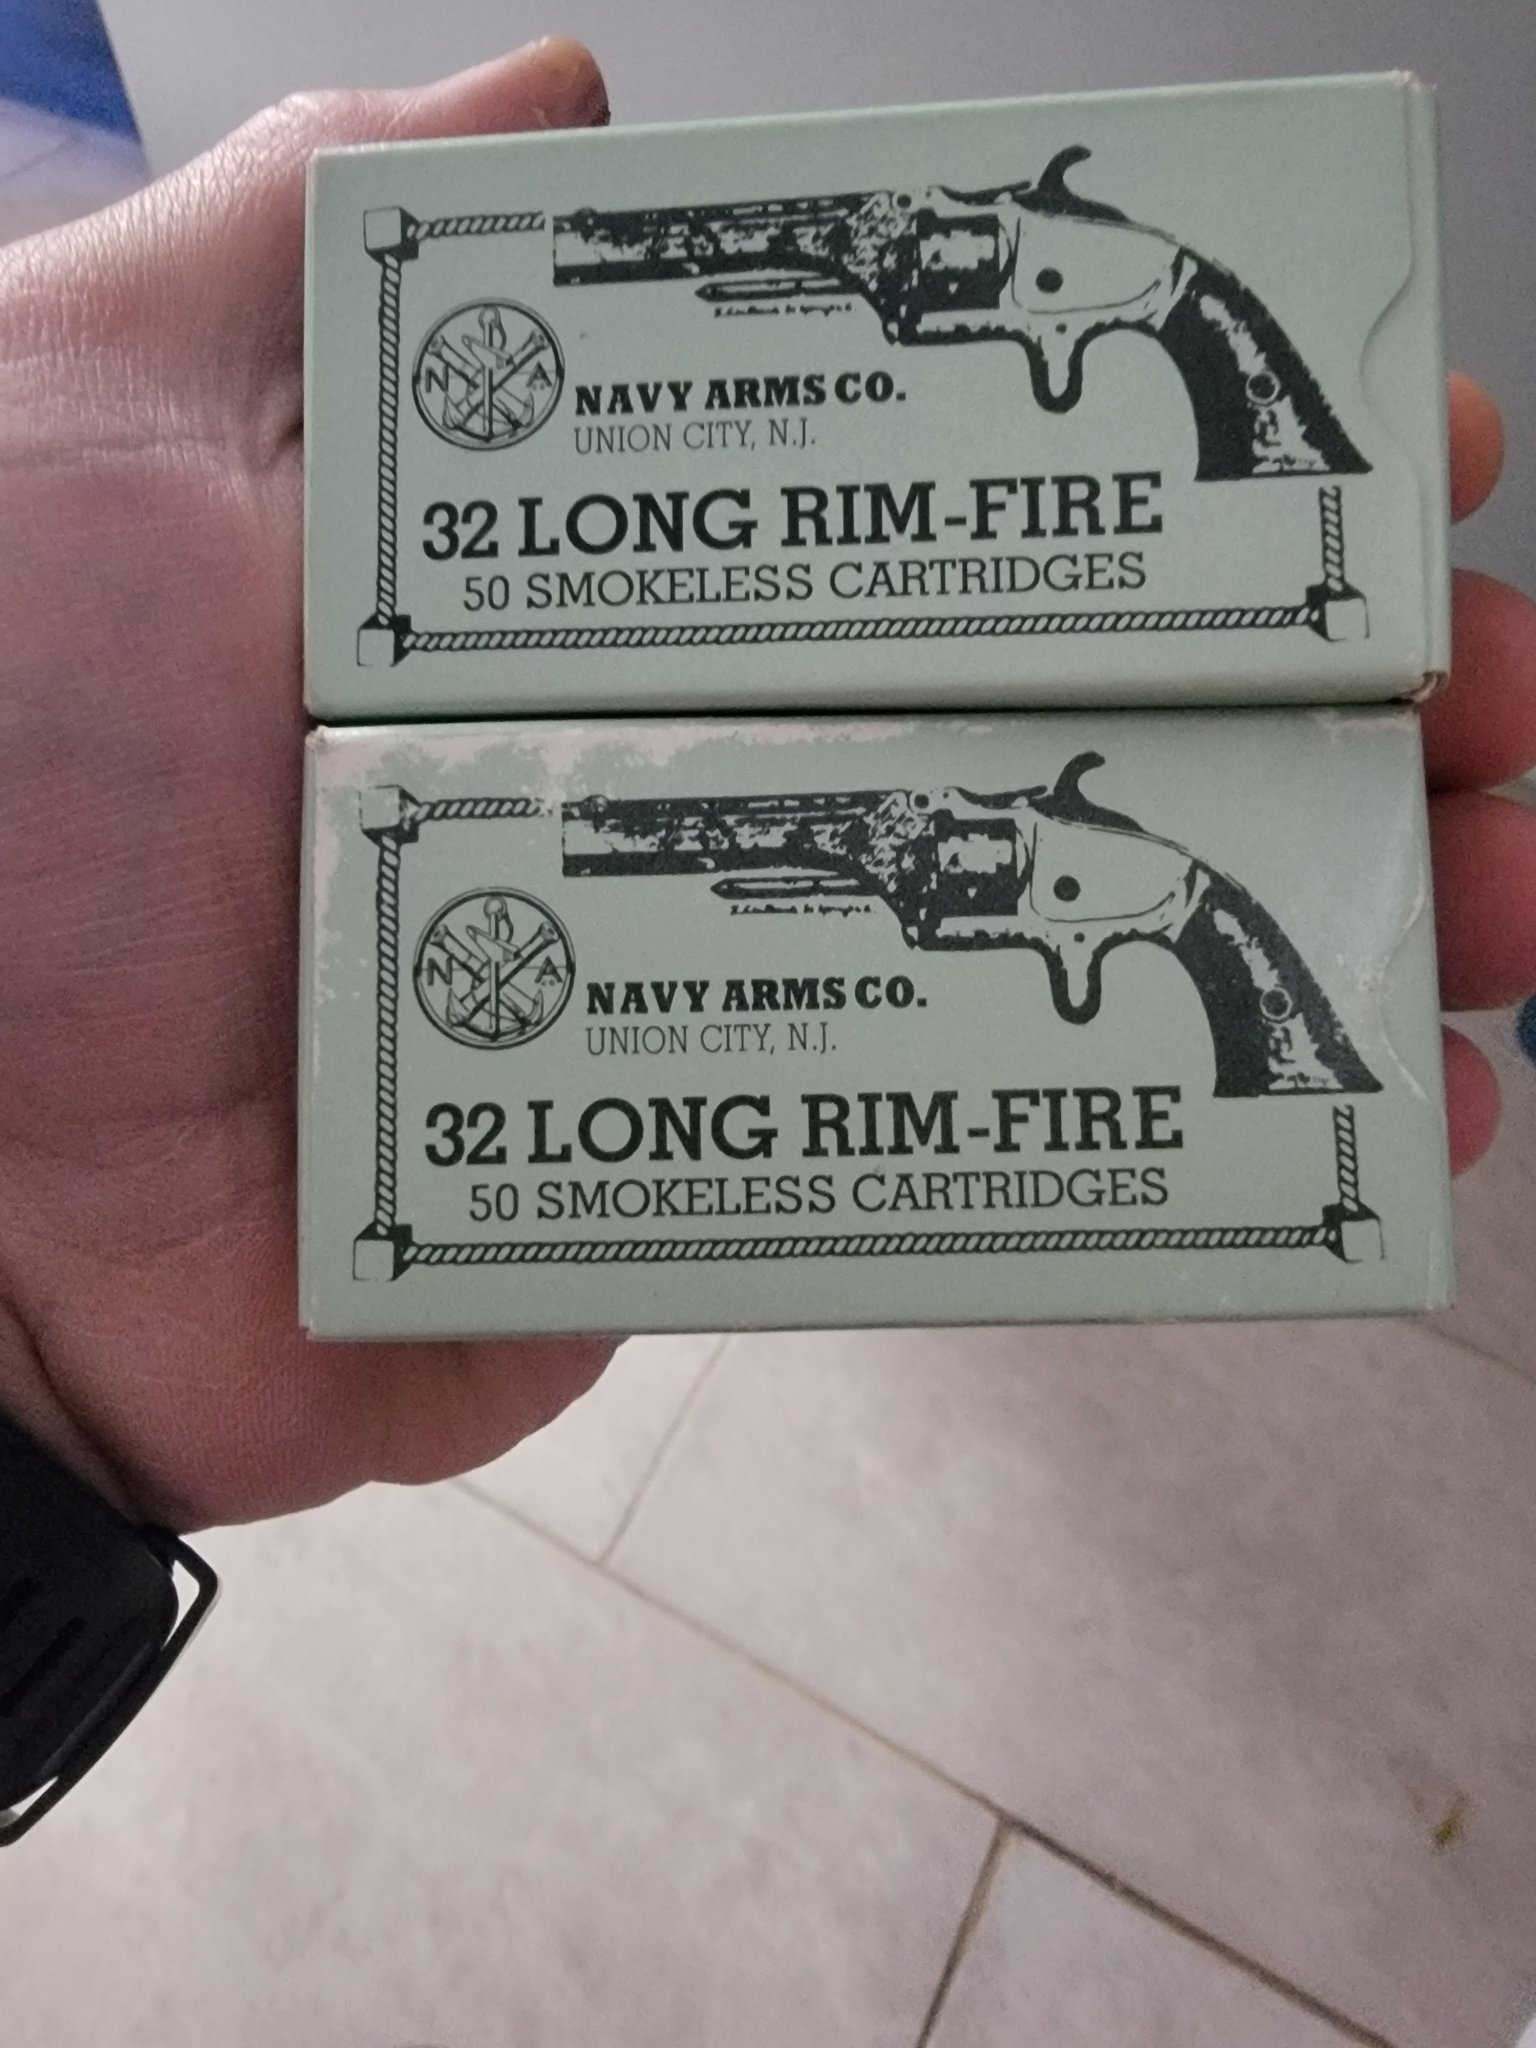 N A
NAVY ARMS CO.
UNION CITY, N.J.
32 LONG RIM-FIRE
50 SMOKELESS CARTRIDGES
N A
NAVY ARMS CO.
UNION CITY, N.J.
32 LONG RIM-FIRE
50 SMOKELESS CARTRIDGES